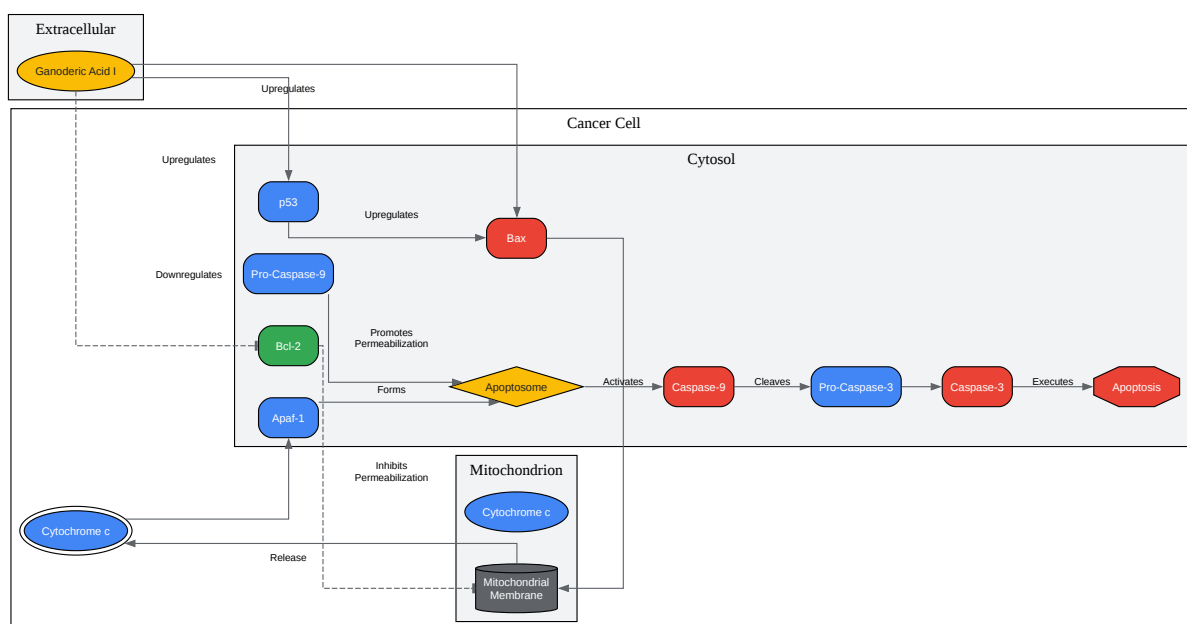 Extracellular
Ganoderic Acid I
Upregulates
Cancer Cell
Cytosol
Upregulates
p53
Upregulates
Bax
Downregulates
Pro-Caspase-9
Promotes
Permeabilization
Bcl-2
Forms
Apoptosome
Activates
Caspase-9
Cleaves
Pro-Caspase-3
Caspase-3
Executes
Apoptosis
Apaf-1
Inhibits
Permeabilization
Mitochondrion
Cytochrome c
Cytochrome c
Release
Mitochondrial
Membrane